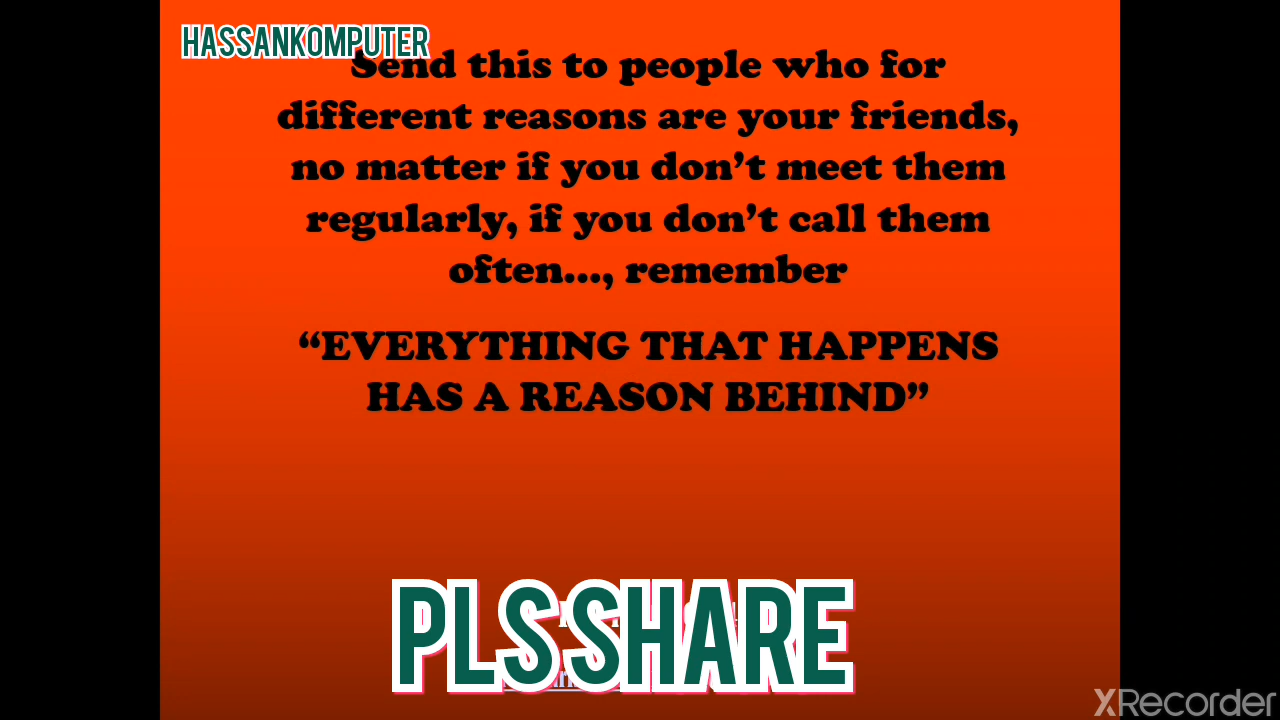 HASSANKOMPUTER
Send this to people who for
different reasons are your friends,
no matter if you don’t meet them
regularly, if you don’t call them
often…, remember
“EVERYTHING THAT HAPPENS
HAS A REASON BEHIND”
PLS SHARE
XRecorder